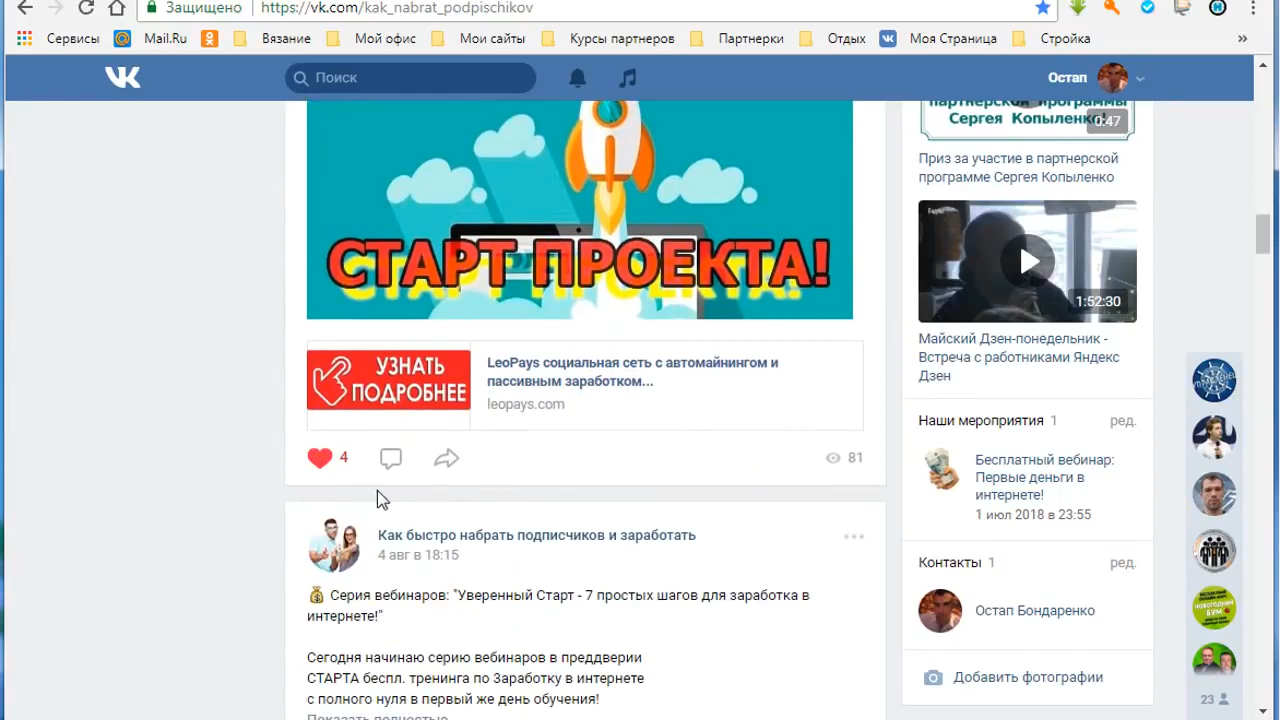 Защищено
https://vk.com/kak_nabrat_podpischikov
Сервисы
Mail.Ru
Вязание
Мой офис
Мои сайты
Курсы партнеров
Партнерки
Отдых
Моя Страница
Стройка
»
Поиск
Остап
СТАРТ ПРОЕКТА!
УЗНАТЬ
ПОДРОБНЕЕ
LeoPays социальная сеть с автомайнингом и
пассивным заработком...
leopays.com
4
81
Как быстро набрать подписчиков и заработать
4 авг в 18:15
Серия вебинаров: "Уверенный Старт - 7 простых шагов для заработка в
интернете!"
Сегодня начинаю серию вебинаров в преддверии
СТАРТА беспл. тренинга по Заработку в интернете
с полного нуля в первый же день обучения!
Показать полностью
партнерской программы
Сергея Копыленко!
0:47
Приз за участие в партнерской
программе Сергея Копыленко
1:52:30
Майский Дзен-понедельник -
Встреча с работниками Яндекс
Дзен
Наши мероприятия 1
ред.
Бесплатный вебинар:
Первые деньги в
интернете!
1 июл 2018 в 23:55
Контакты 1
ред.
Остап Бондаренко
Добавить фотографии
НОВОГОДНИЙ
БУМ
23